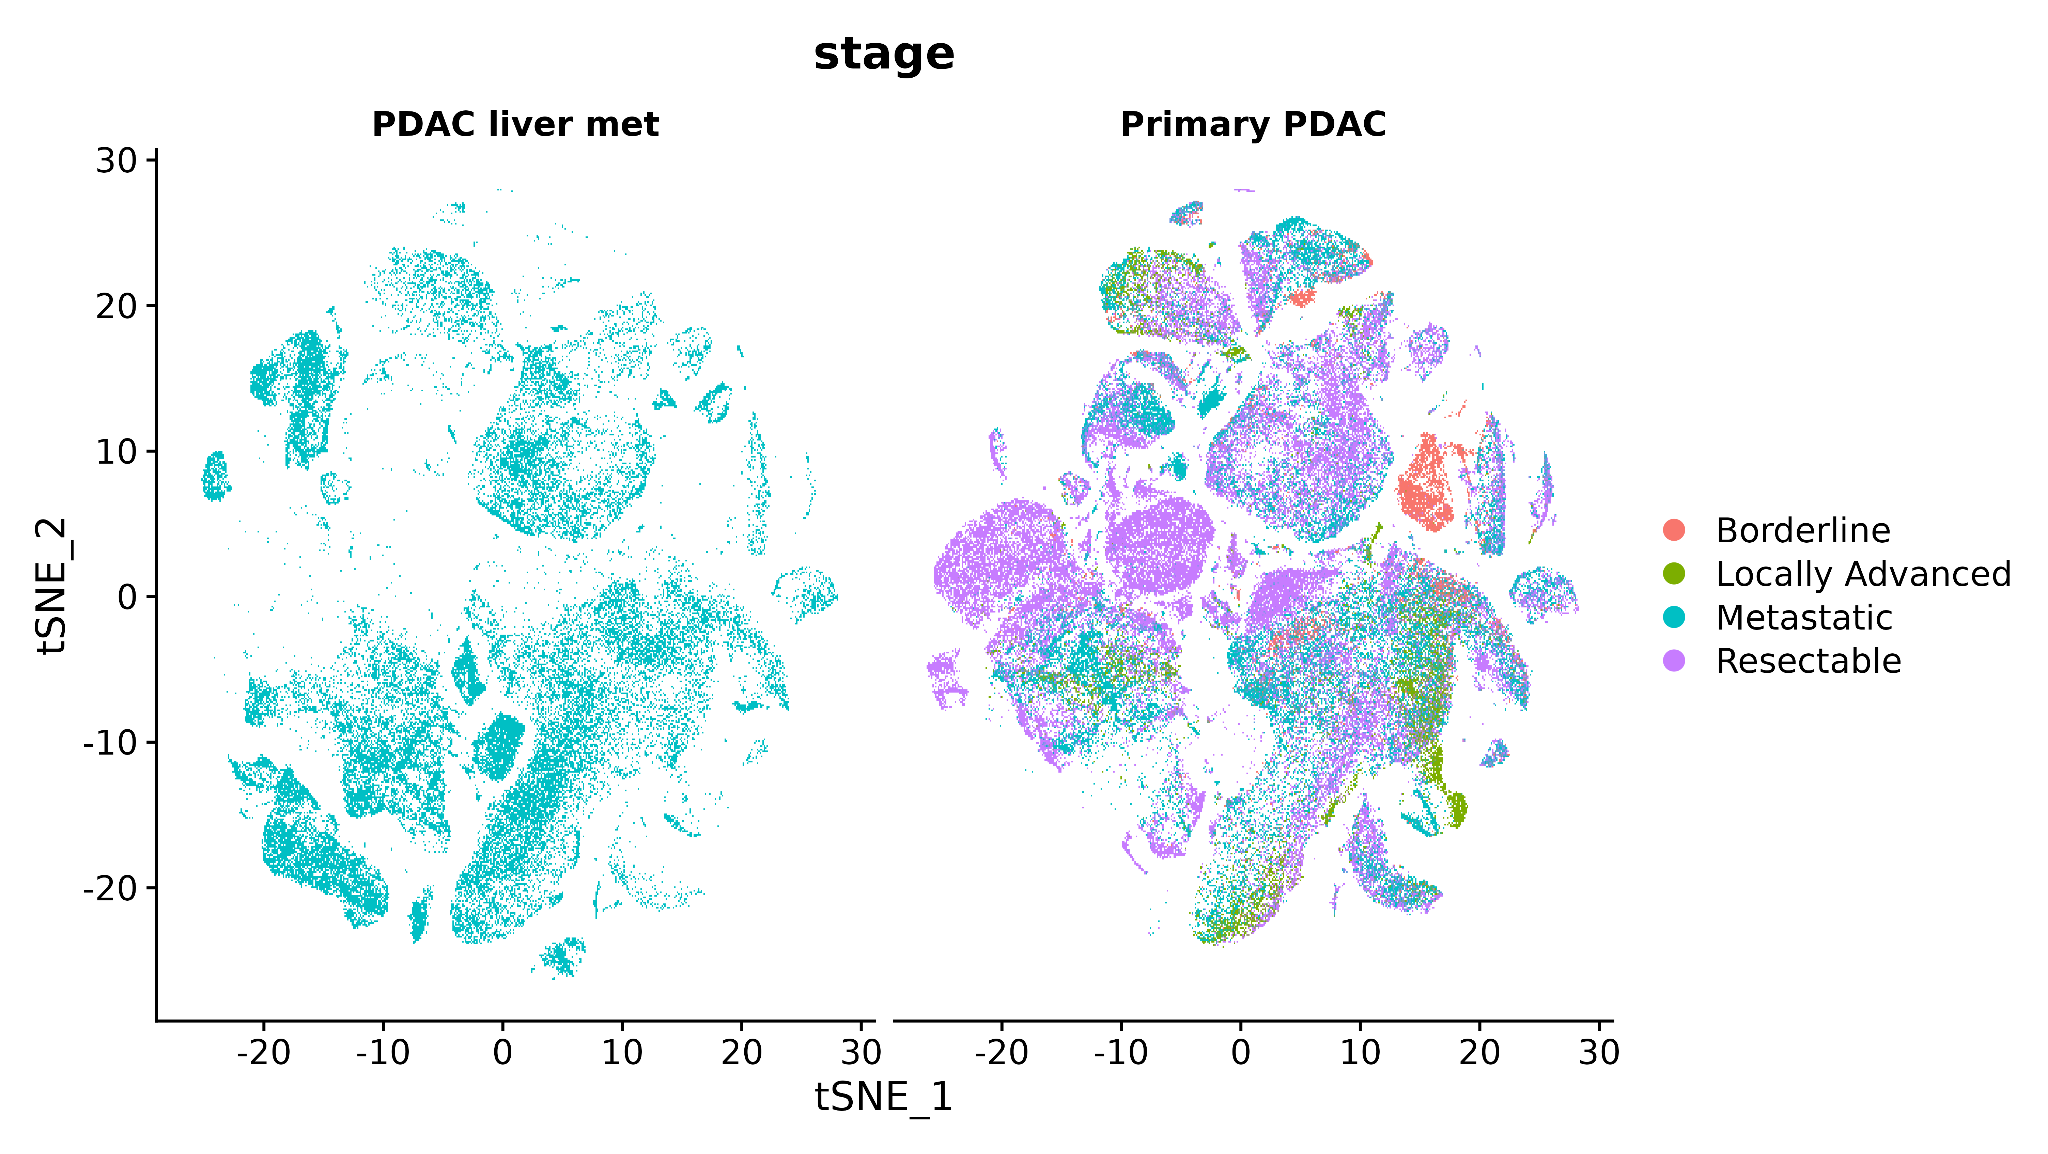 stage
PDAC liver met
Primary PDAC
30
20
10
0
-10
-20
tSNE_2
-20 -10 0 10 20 30
-20 -10 0 10 20 30
tSNE_1
Borderline
Locally Advanced
Metastatic
Resectable